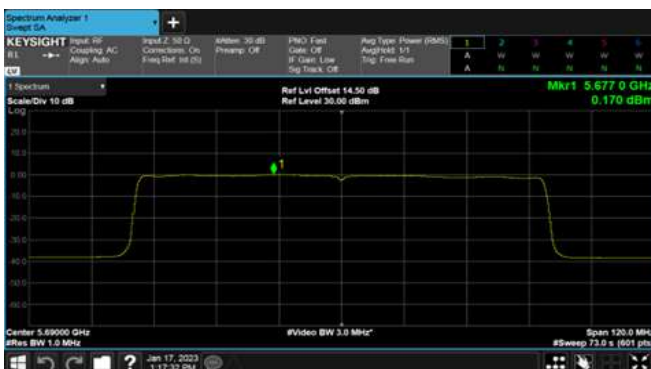 Spectrum Analyzer 1
Swept SA
+
KEYSIGHT Input: RF Input Z: 50 Ω #Atten: 30 dB PNO: Fast Avg Type: Power (RMS) 1 2 3 4 5 6
RL Coupling: AC Corrections: On Preamp: Off Gate: Off Avg|Hold: 1/1
Align: Auto Freq Ref: Int (S) IF Gain: Low Trig: Free Run A W W W W W
Sig Track: Off A N N N N N
LV
1 Spectrum Ref Lvl Offset 14.50 dB Mkr1 5.677 0 GHz
Scale/Div 10 dB Ref Level 30.00 dBm 0.170 dBm
Log
20.0
10.0
0.00
-10.0
-20.0
-30.0
-40.0
-50.0
-60.0
1
Center 5.69000 GHz #Video BW 3.0 MHz* Span 120.0 MHz
#Res BW 1.0 MHz #Sweep 73.0 s (601 pts)
? Jan 17, 2023
1:17:32 PM